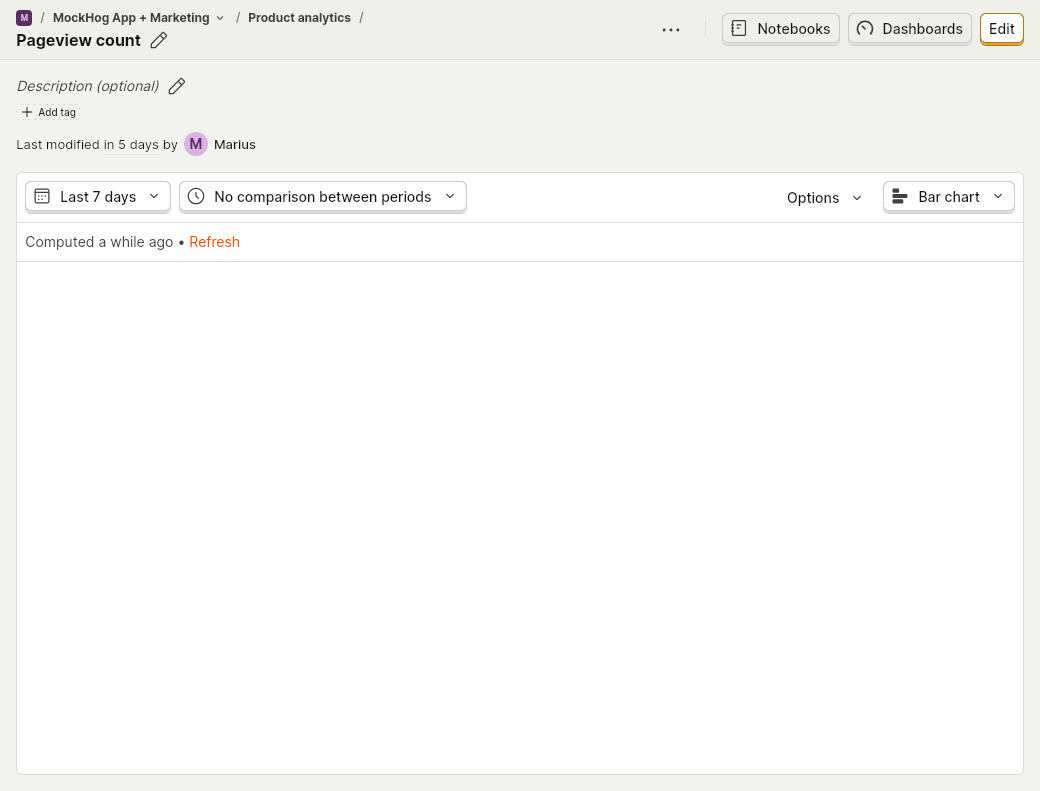 M / MockHog App + Marketing / Product analytics /
Pageview count
Notebooks Dashboards Edit
Description (optional)
Add tag
Last modified in 5 days by M Marius
Last 7 days No comparison between periods Options Bar chart
Computed a while ago • Refresh